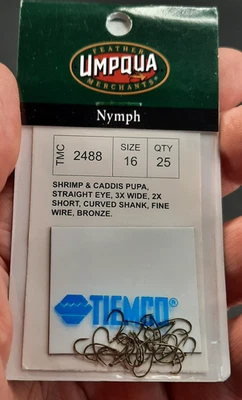 FEATHER
UMPQUA
MERCHANTS®
Nymph
TMC 2488 SIZE 16 QTY 25
SHRIMP & CADDIS PUPA,
STRAIGHT EYE, 3X WIDE, 2X
SHORT, CURVED SHANK, FINE
WIRE, BRONZE.
TIEMCO®